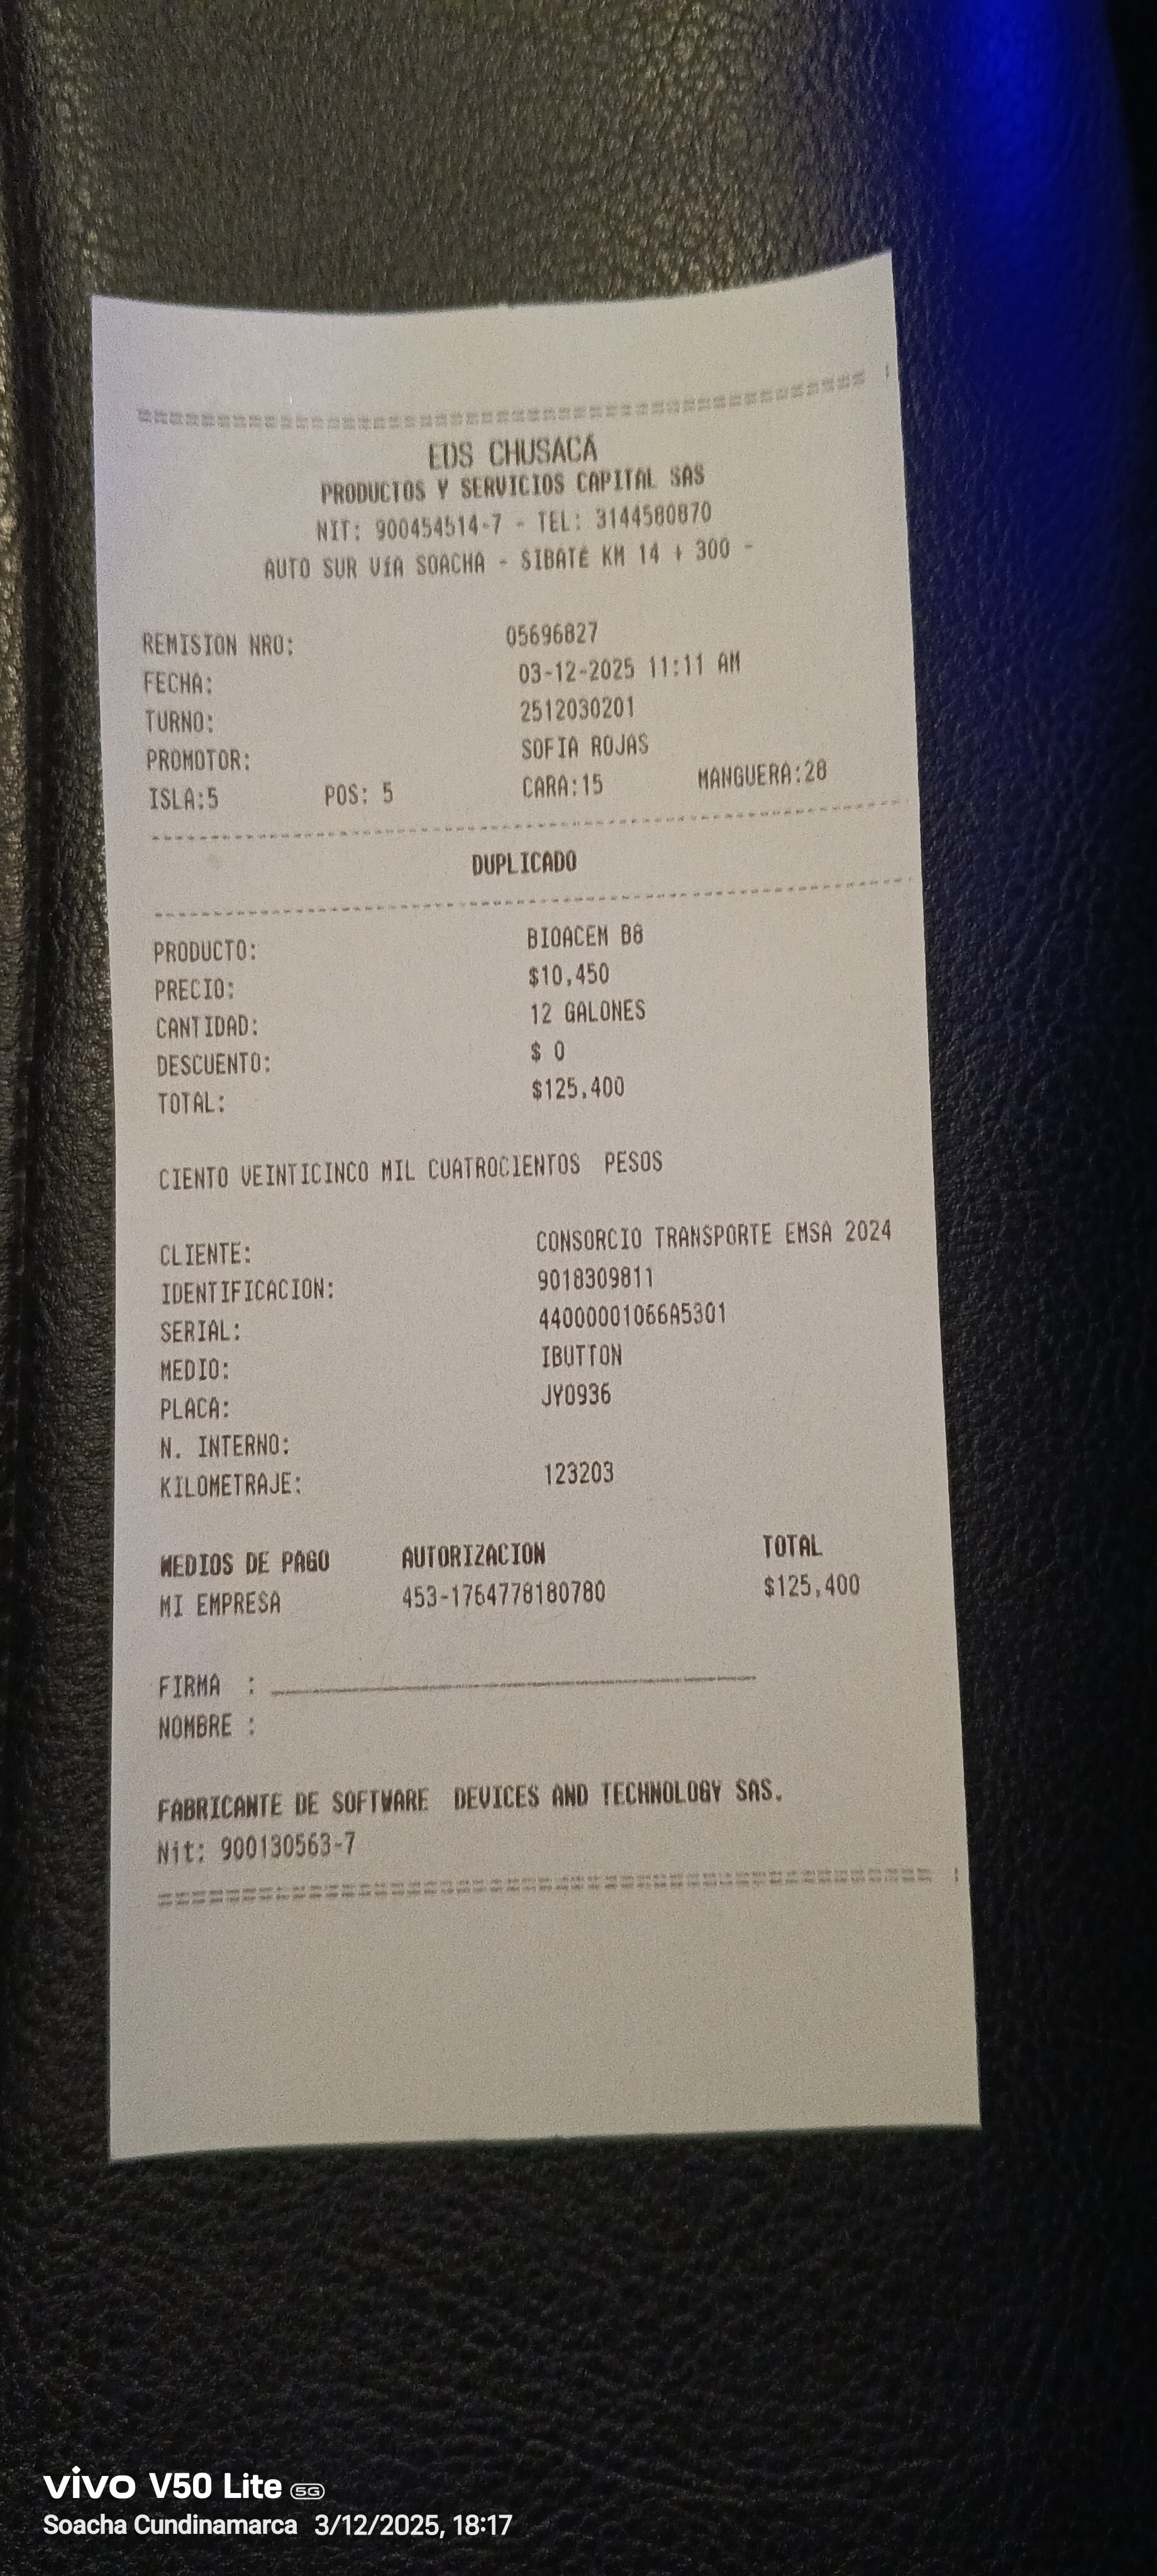 EDS CHUSACÁ
PRODUCTOS Y SERVICIOS CAPITAL SAS
NIT: 900454514-7 - TEL: 3144580870
AUTO SUR VÍA SOACHA - SIBATÉ KM 14 + 300 -
REMISION NRO: 05696827
FECHA: 03-12-2025 11:11 AM
TURNO: 2512030201
PROMOTOR: SOFIA ROJAS
ISLA:5 POS: 5 CARA:15 MANGUERA:28
DUPLICADO
PRODUCTO: BIOACEM B8
PRECIO: $10,450
CANTIDAD: 12 GALONES
DESCUENTO: $ 0
TOTAL: $125,400
CIENTO VEINTICINCO MIL CUATROCIENTOS PESOS
CLIENTE: CONSORCIO TRANSPORTE EMSA 2024
IDENTIFICACION: 9018309811
SERIAL: 44000001066A5301
MEDIO: IBUTTON
PLACA: JYO936
N. INTERNO:
KILOMETRAJE: 123203
MEDIOS DE PAGO AUTORIZACION TOTAL
MI EMPRESA 453-1764778180780 $125,400
FIRMA :
NOMBRE :
FABRICANTE DE SOFTWARE DEVICES AND TECHNOLOGY SAS.
Nit: 900130563-7
vivo V50 Lite 5G
Soacha Cundinamarca 3/12/2025, 18:17